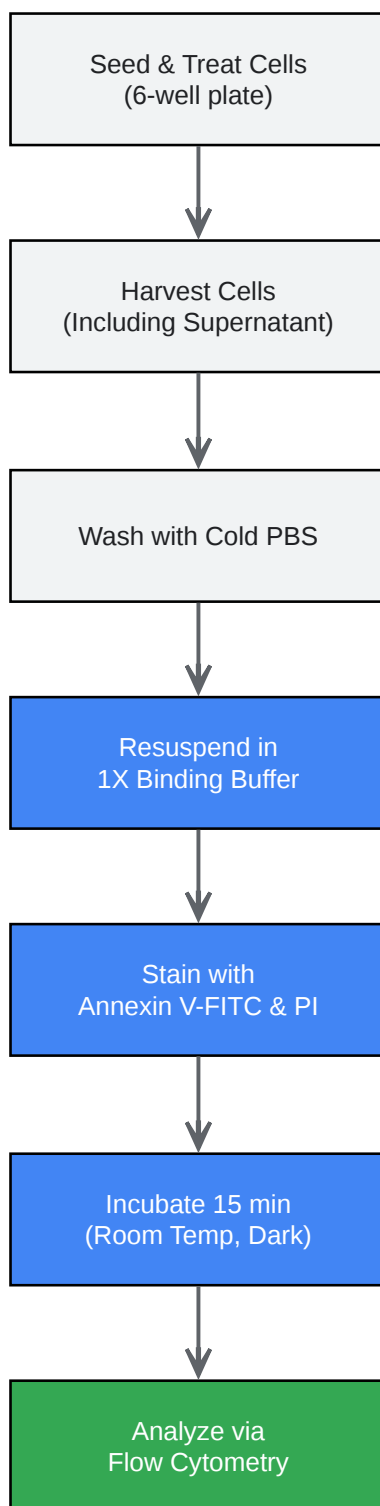 Seed & Treat Cells
(6-well plate)
Harvest Cells
(Including Supernatant)
Wash with Cold PBS
Resuspend in
1X Binding Buffer
Stain with
Annexin V-FITC & PI
Incubate 15 min
(Room Temp, Dark)
Analyze via
Flow Cytometry